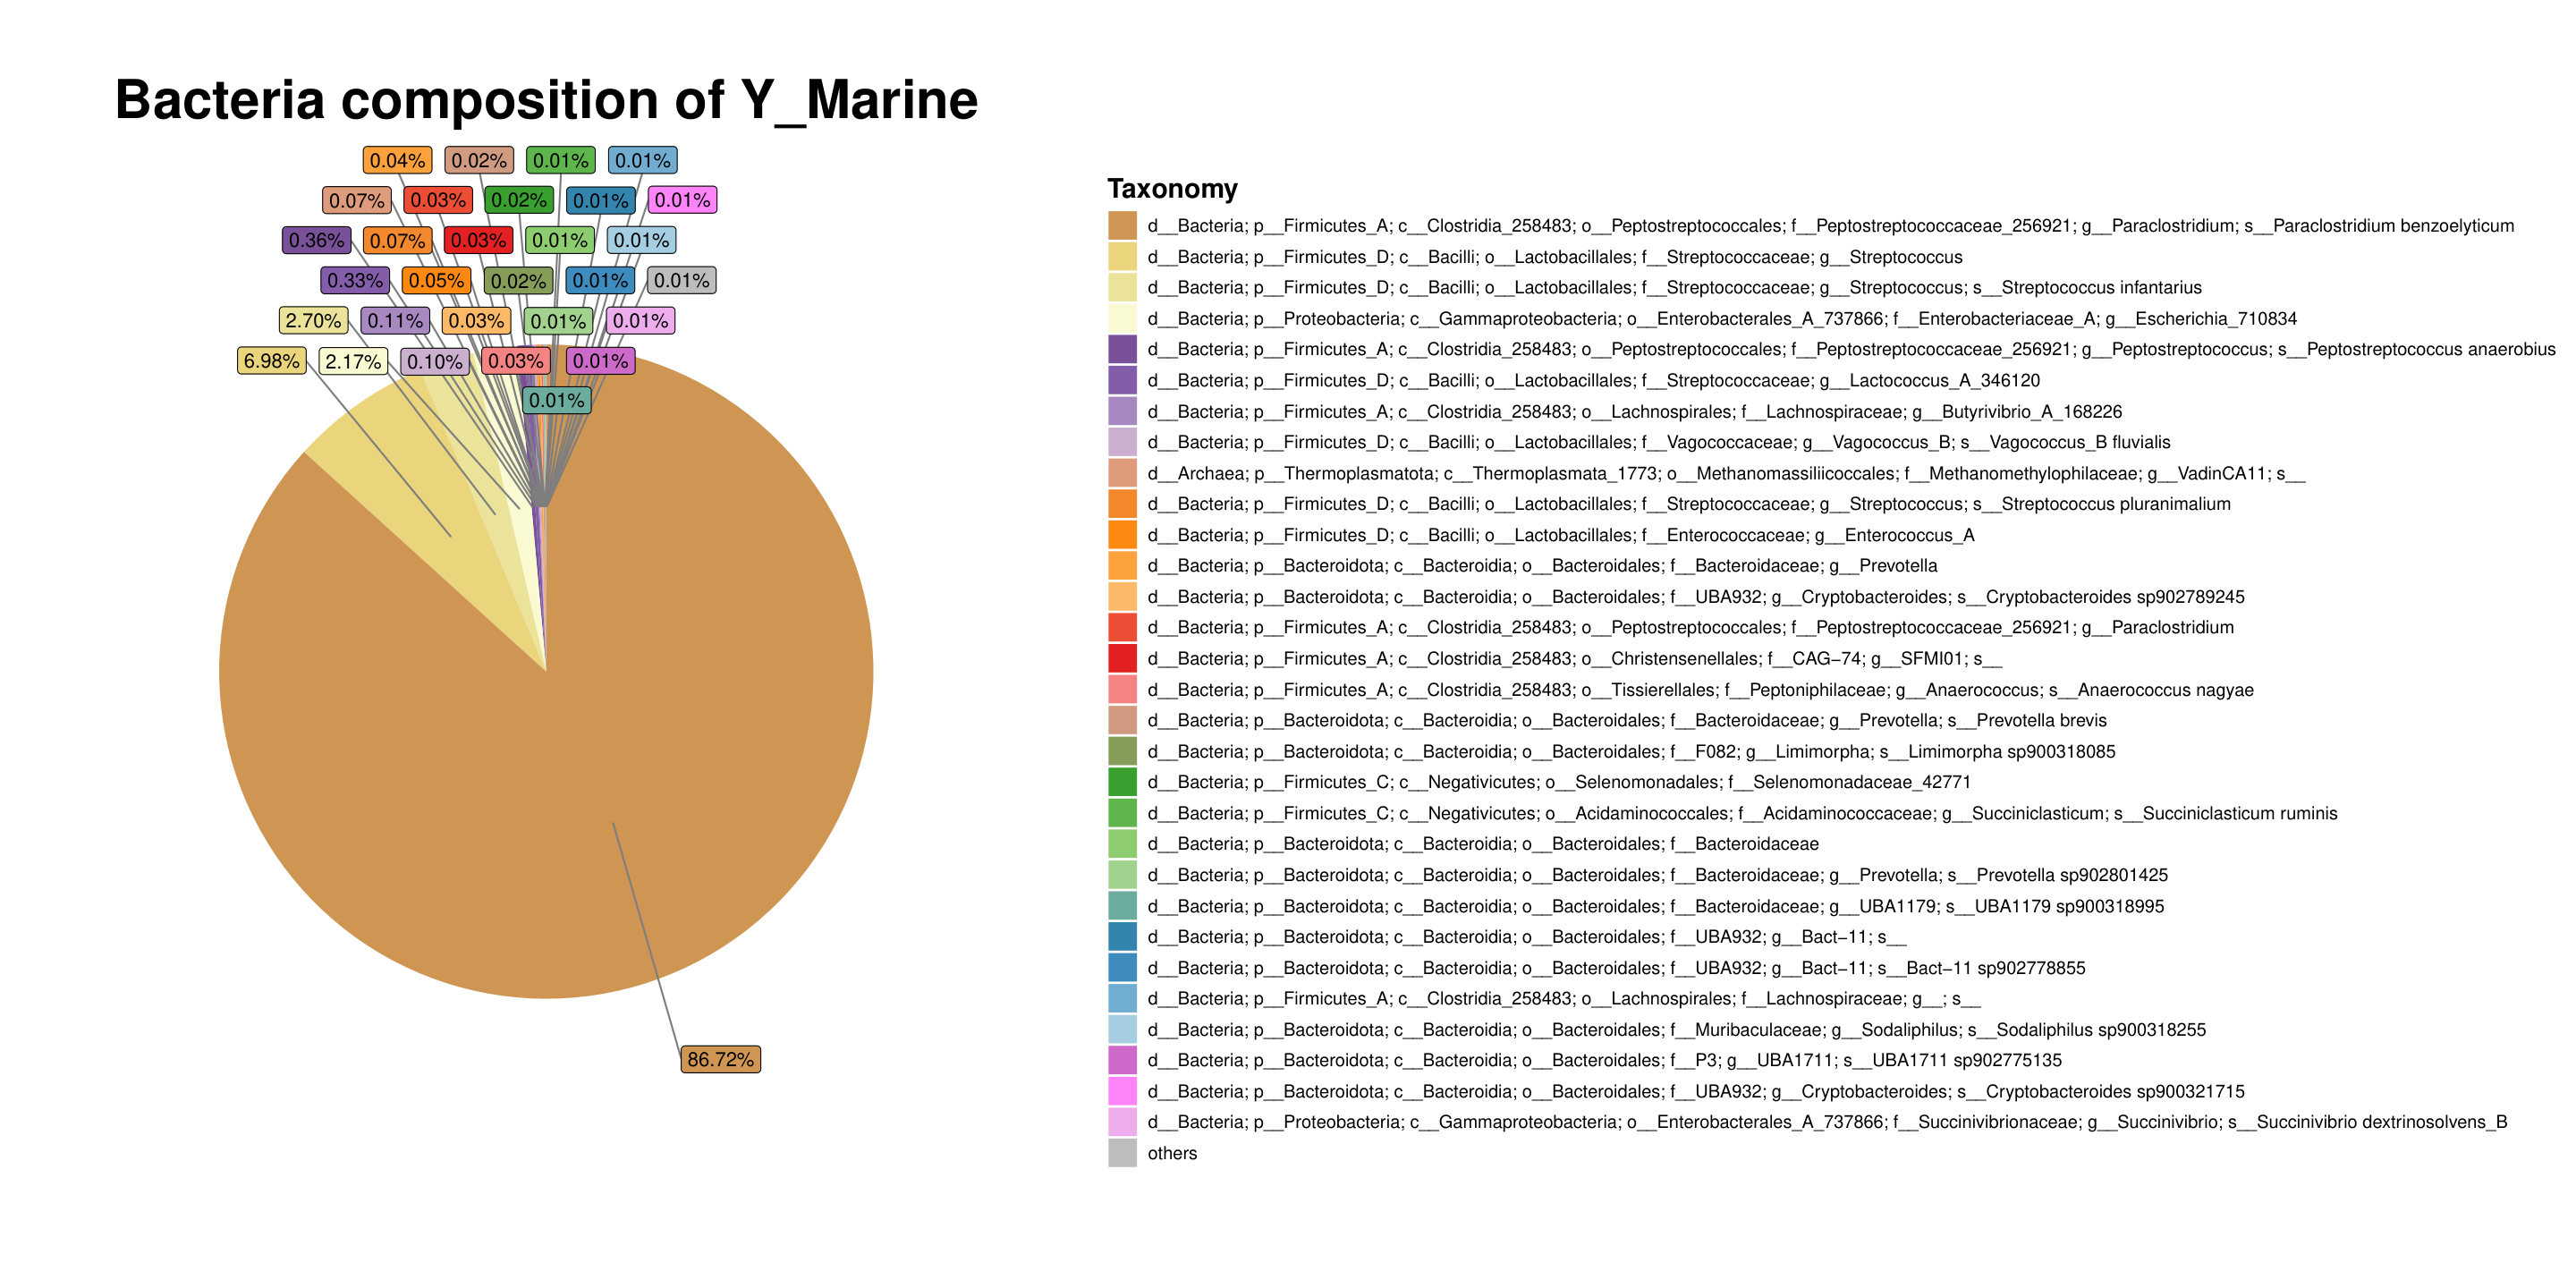 Bacteria composition of Y_Marine
0.04% 0.02% 0.01% 0.01%
0.07% 0.03% 0.02% 0.01% 0.01%
0.36% 0.07% 0.03% 0.01% 0.01%
0.33% 0.05% 0.02% 0.01% 0.01%
2.70% 0.11% 0.03% 0.01% 0.01%
6.98% 2.17% 0.10% 0.03% 0.01%
0.01%
86.72%
Taxonomy
d__Bacteria; p__Firmicutes_A; c__Clostridia_258483; o__Peptostreptococcales; f__Peptostreptococcaceae_256921; g__Paraclostridium; s__Paraclostridium benzoelyticum
d__Bacteria; p__Firmicutes_D; c__Bacilli; o__Lactobacillales; f__Streptococcaceae; g__Streptococcus
d__Bacteria; p__Firmicutes_D; c__Bacilli; o__Lactobacillales; f__Streptococcaceae; g__Streptococcus; s__Streptococcus infantarius
d__Bacteria; p__Proteobacteria; c__Gammaproteobacteria; o__Enterobacterales_A_737866; f__Enterobacteriaceae_A; g__Escherichia_710834
d__Bacteria; p__Firmicutes_A; c__Clostridia_258483; o__Peptostreptococcales; f__Peptostreptococcaceae_256921; g__Peptostreptococcus; s__Peptostreptococcus anaerobius
d__Bacteria; p__Firmicutes_D; c__Bacilli; o__Lactobacillales; f__Streptococcaceae; g__Lactococcus_A_346120
d__Bacteria; p__Firmicutes_A; c__Clostridia_258483; o__Lachnospirales; f__Lachnospiraceae; g__Butyrivibrio_A_168226
d__Bacteria; p__Firmicutes_D; c__Bacilli; o__Lactobacillales; f__Vagococcaceae; g__Vagococcus_B; s__Vagococcus_B fluvialis
d__Archaea; p__Thermoplasmatota; c__Thermoplasmata_1773; o__Methanomassiliicoccales; f__Methanomethylophilaceae; g__VadinCA11; s__
d__Bacteria; p__Firmicutes_D; c__Bacilli; o__Lactobacillales; f__Streptococcaceae; g__Streptococcus; s__Streptococcus pluranimalium
d__Bacteria; p__Firmicutes_D; c__Bacilli; o__Lactobacillales; f__Enterococcaceae; g__Enterococcus_A
d__Bacteria; p__Bacteroidota; c__Bacteroidia; o__Bacteroidales; f__Bacteroidaceae; g__Prevotella
d__Bacteria; p__Bacteroidota; c__Bacteroidia; o__Bacteroidales; f__UBA932; g__Cryptobacteroides; s__Cryptobacteroides sp902789245
d__Bacteria; p__Firmicutes_A; c__Clostridia_258483; o__Peptostreptococcales; f__Peptostreptococcaceae_256921; g__Paraclostridium
d__Bacteria; p__Firmicutes_A; c__Clostridia_258483; o__Christensenellales; f__CAG−74; g__SFMI01; s__
d__Bacteria; p__Firmicutes_A; c__Clostridia_258483; o__Tissierellales; f__Peptoniphilaceae; g__Anaerococcus; s__Anaerococcus nagyae
d__Bacteria; p__Bacteroidota; c__Bacteroidia; o__Bacteroidales; f__Bacteroidaceae; g__Prevotella; s__Prevotella brevis
d__Bacteria; p__Bacteroidota; c__Bacteroidia; o__Bacteroidales; f__F082; g__Limimorpha; s__Limimorpha sp900318085
d__Bacteria; p__Firmicutes_C; c__Negativicutes; o__Selenomonadales; f__Selenomonadaceae_42771
d__Bacteria; p__Firmicutes_C; c__Negativicutes; o__Acidaminococcales; f__Acidaminococcaceae; g__Succiniclasticum; s__Succiniclasticum ruminis
d__Bacteria; p__Bacteroidota; c__Bacteroidia; o__Bacteroidales; f__Bacteroidaceae
d__Bacteria; p__Bacteroidota; c__Bacteroidia; o__Bacteroidales; f__Bacteroidaceae; g__Prevotella; s__Prevotella sp902801425
d__Bacteria; p__Bacteroidota; c__Bacteroidia; o__Bacteroidales; f__Bacteroidaceae; g__UBA1179; s__UBA1179 sp900318995
d__Bacteria; p__Bacteroidota; c__Bacteroidia; o__Bacteroidales; f__UBA932; g__Bact−11; s__
d__Bacteria; p__Bacteroidota; c__Bacteroidia; o__Bacteroidales; f__UBA932; g__Bact−11; s__Bact−11 sp902778855
d__Bacteria; p__Firmicutes_A; c__Clostridia_258483; o__Lachnospirales; f__Lachnospiraceae; g__; s__
d__Bacteria; p__Bacteroidota; c__Bacteroidia; o__Bacteroidales; f__Muribaculaceae; g__Sodaliphilus; s__Sodaliphilus sp900318255
d__Bacteria; p__Bacteroidota; c__Bacteroidia; o__Bacteroidales; f__P3; g__UBA1711; s__UBA1711 sp902775135
d__Bacteria; p__Bacteroidota; c__Bacteroidia; o__Bacteroidales; f__UBA932; g__Cryptobacteroides; s__Cryptobacteroides sp900321715
d__Bacteria; p__Proteobacteria; c__Gammaproteobacteria; o__Enterobacterales_A_737866; f__Succinivibrionaceae; g__Succinivibrio; s__Succinivibrio dextrinosolvens_B
others